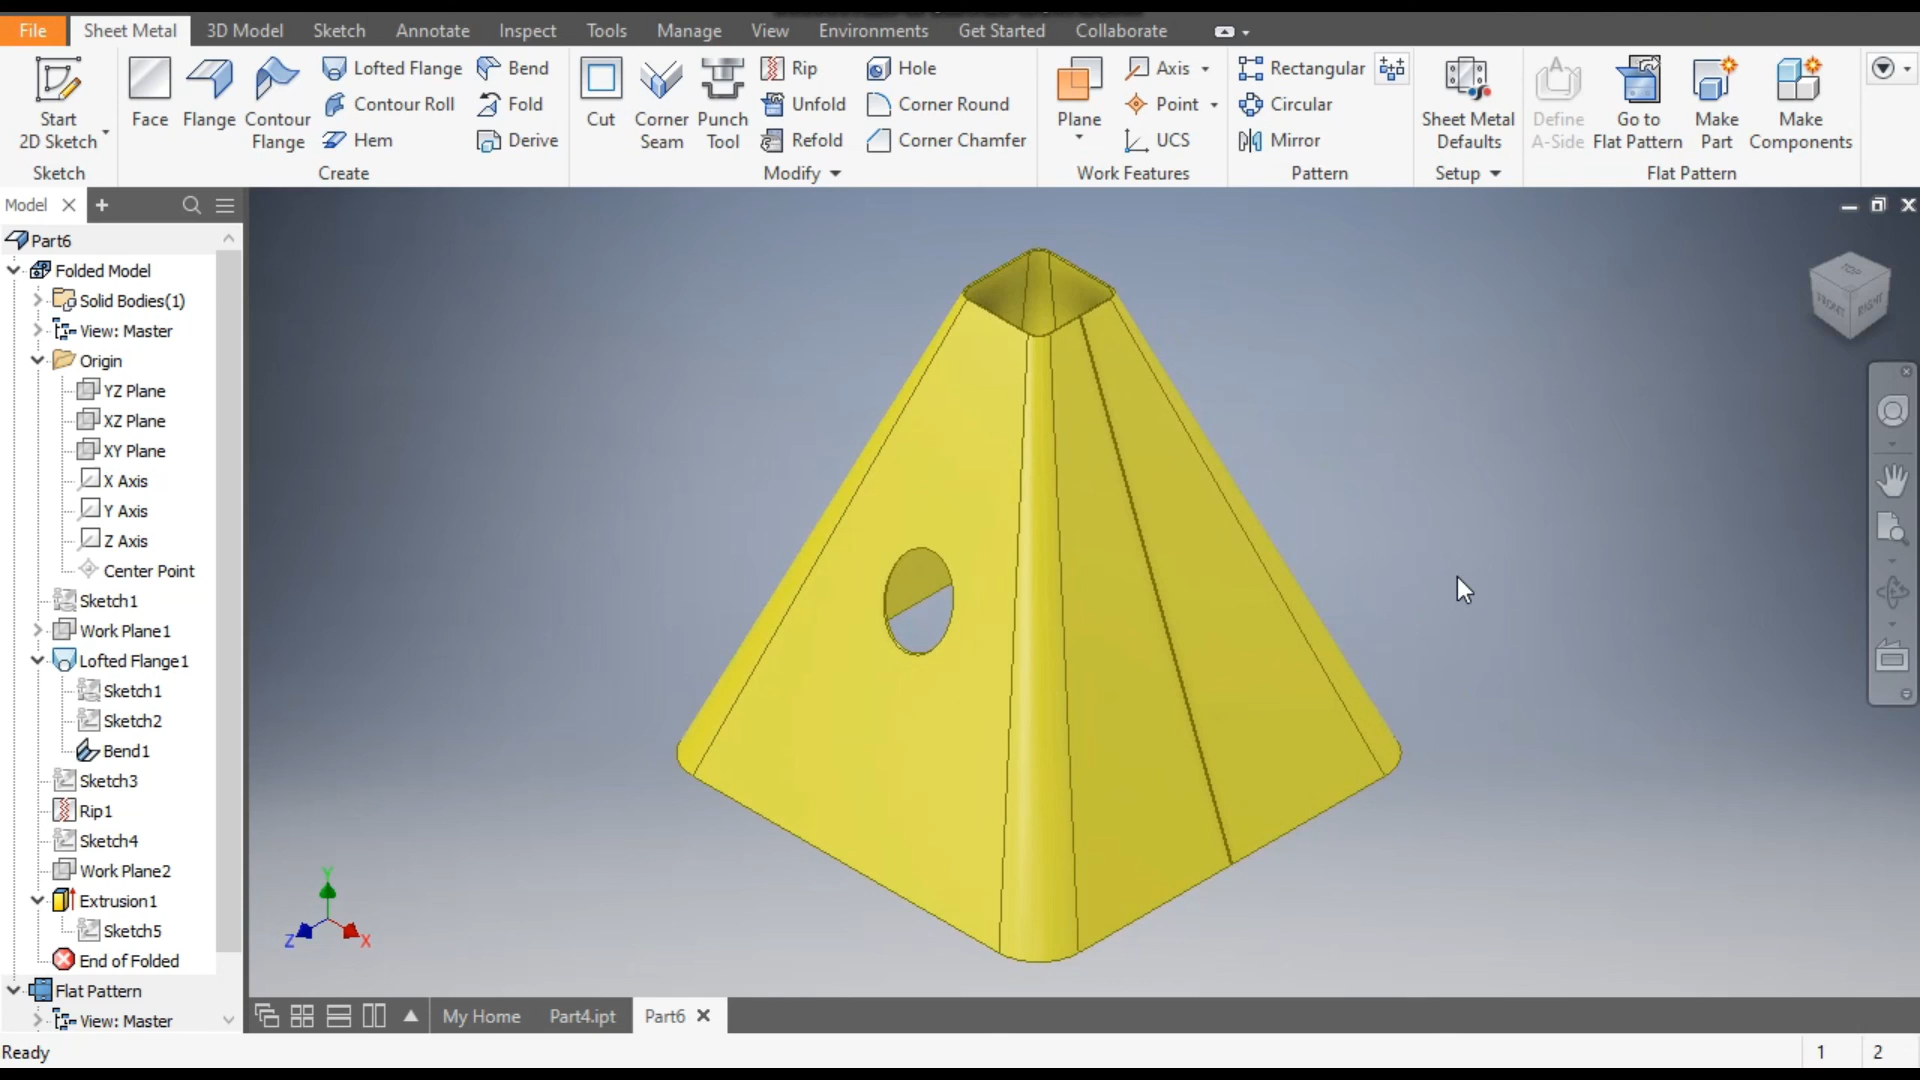 File Sheet Metal 3D Model Sketch Annotate Inspect Tools Manage View Environments Get Started Collaborate
Start
2D Sketch
Sketch
Face
Flange
Contour
Flange
Lofted Flange
Contour Roll
Hem
Bend
Fold
Derive
Create
Cut
Corner
Seam
Punch
Tool
Rip
Unfold
Refold
Hole
Corner Round
Corner Chamfer
Modify
Plane
Axis
Point
UCS
Work Features
Rectangular
Circular
Mirror
Pattern
Sheet Metal
Defaults
Setup
Define
A-Side
Go to
Flat Pattern
Make
Part
Make
Components
Flat Pattern
Model
Part6
Folded Model
Solid Bodies(1)
View: Master
Origin
YZ Plane
XZ Plane
XY Plane
X Axis
Y Axis
Z Axis
Center Point
Sketch1
Work Plane1
Lofted Flange1
Sketch1
Sketch2
Bend1
Sketch3
Rip1
Sketch4
Work Plane2
Extrusion1
Sketch5
End of Folded
Flat Pattern
View: Master
TOP
FRONT
RIGHT
Y
Z
X
My Home Part4.ipt Part6
Ready
1 2